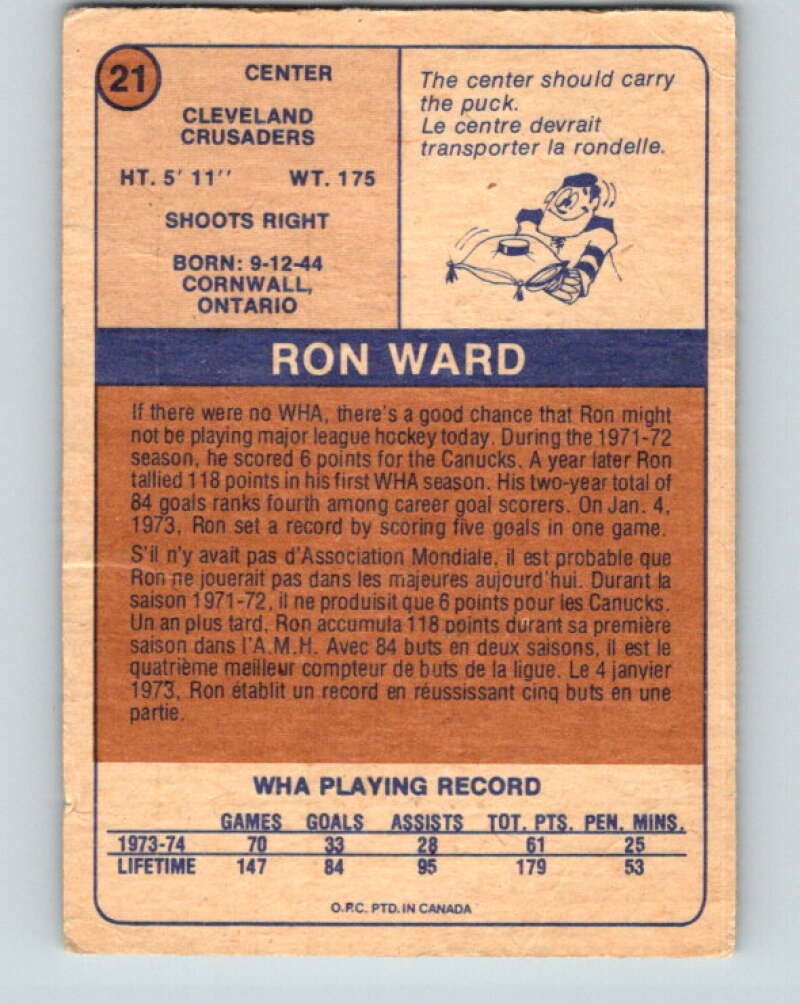 21
CENTER
CLEVELAND
CRUSADERS
HT. 5' 11'' WT. 175
SHOOTS RIGHT
BORN: 9-12-44
CORNWALL,
ONTARIO
The center should carry
the puck.
Le centre devrait
transporter la rondelle.
RON WARD
If there were no WHA, there's a good chance that Ron might
not be playing major league hockey today. During the 1971-72
season, he scored 6 points for the Canucks. A year later Ron
tallied 118 points in his first WHA season. His two-year total of
84 goals ranks fourth among career goal scorers. On Jan. 4,
1973, Ron set a record by scoring five goals in one game.
S'il n'y avait pas d'Association Mondiale, il est probable que
Ron ne jouerait pas dans les majeures aujourd'hui. Durant la
saison 1971-72, il ne produisit que 6 points pour les Canucks.
Un an plus tard, Ron accumula 118 points durant sa première
saison dans l'A.M.H. Avec 84 buts en deux saisons, il est le
quatrième meilleur compteur de buts de la ligue. Le 4 janvier
1973, Ron établit un record en réussissant cinq buts en une
partie.
WHA PLAYING RECORD
GAMES GOALS ASSISTS TOT. PTS. PEN. MINS.
1973-74 70 33 28 61 25
LIFETIME 147 84 95 179 53
O.P.C. PTD. IN CANADA